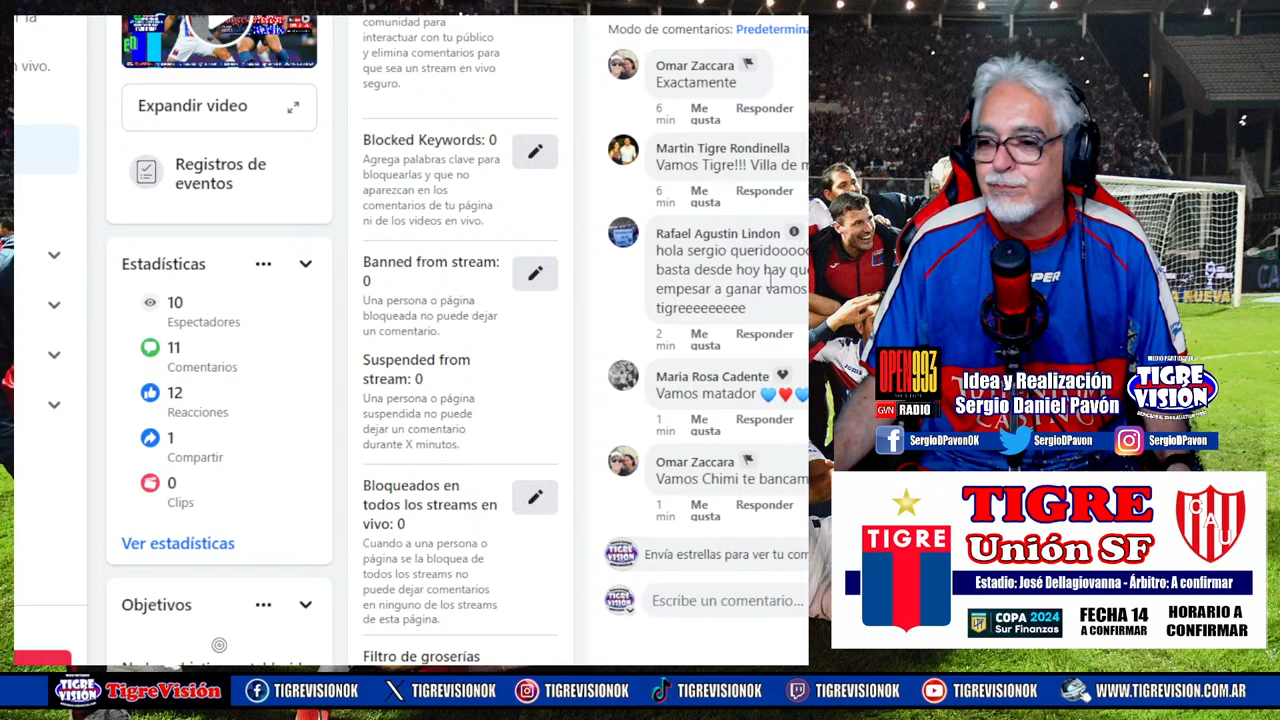 n vivo.
Expandir video
Registros de
eventos
Estadísticas
10
Espectadores
11
Comentarios
12
Reacciones
1
Compartir
0
Clips
Ver estadísticas
Objetivos
comunidad para
interactuar con tu público
y elimina comentarios para
que sea un stream en vivo
seguro.
Blocked Keywords: 0
Agrega palabras clave para
bloquearlas y que no
aparezcan en los
comentarios de tu página
ni de los videos en vivo.
Banned from stream:
0
Una persona o página
bloqueada no puede dejar
un comentario.
Suspended from
stream: 0
Una persona o página
suspendida no puede
dejar un comentario
durante X minutos.
Bloqueados en
todos los streams en
vivo: 0
Cuando a una persona o
página se la bloquea de
todos los streams no
puede dejar comentarios
en ninguno de los streams
de esta página.
Filtro de groserías
Modo de comentarios: Predetermina
Omar Zaccara
Exactamente
6 min Me gusta Responder
Martin Tigre Rondinella
Vamos Tigre!!! Villa de m
6 min Me gusta Responder
Rafael Agustin Lindon
hola sergio queridooooo
basta desde hoy hay que
empesar a ganar vamos
tigreeeeeeeee
2 min Me gusta Responder
Maria Rosa Cadente
Vamos matador 💙❤️💙
1 min Me gusta Responder
Omar Zaccara
Vamos Chimi te bancam
1 min Me gusta Responder
Envía estrellas para ver tu com
Escribe un comentario...
OPEN 993
GVN RADIO
Idea y Realización
Sergio Daniel Pavón
TIGRE
VISIÓN
SergioDPavonOK
SergioDPavon
SergioDPavon
TIGRE
TIGRE
Unión SF
CAU
Estadio: José Dellagiovanna - Árbitro: A confirmar
COPA 2024
Sur Finanzas
FECHA 14
A CONFIRMAR
HORARIO A
CONFIRMAR
TIGRE
VISIÓN
TigreVisión
TIGREVISIONOK
TIGREVISIONOK
TIGREVISIONOK
TIGREVISIONOK
TIGREVISIONOK
TIGREVISIONOK
WWW.TIGREVISION.COM.AR